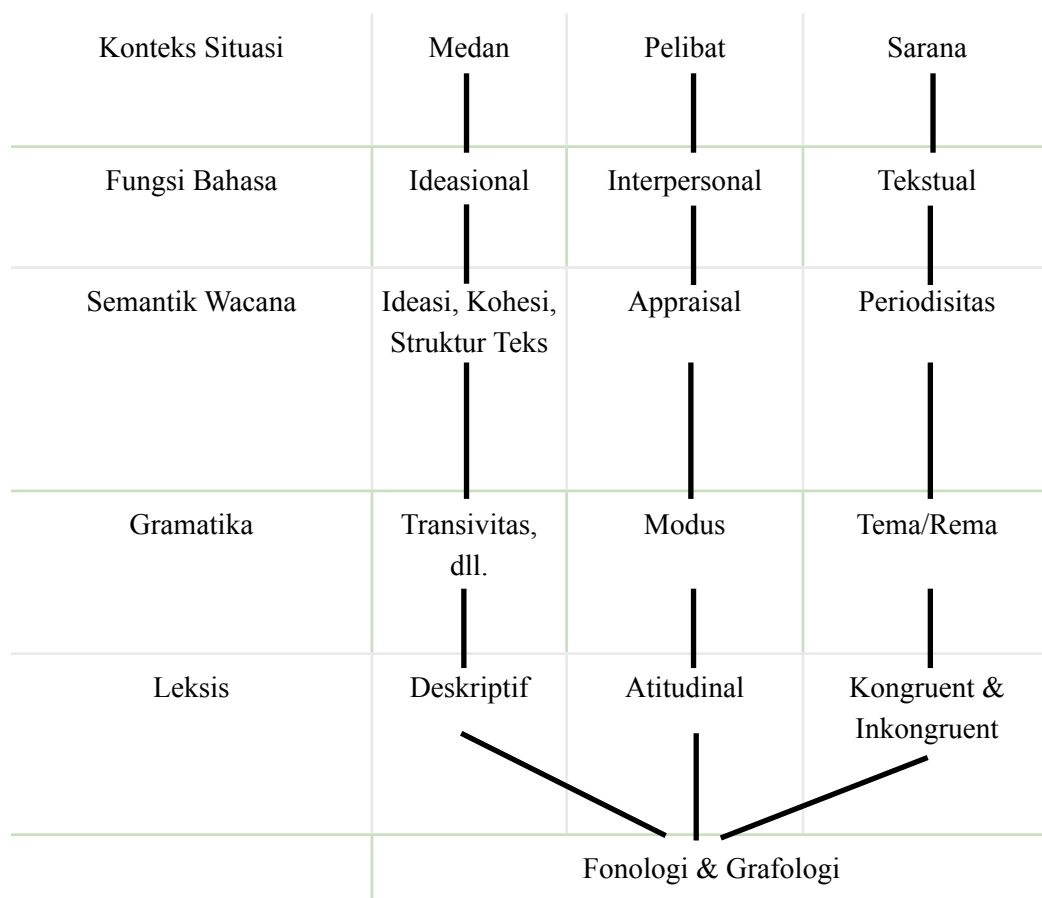 Konteks Situasi Medan Pelibat Sarana
Fungsi Bahasa Ideasional Interpersonal Tekstual
Semantik Wacana Ideasi, Kohesi, Appraisal Periodisitas
Struktur Teks
Gramatika Transivitas, Modus Tema/Rema
dll.
Leksis Deskriptif Atitudinal Kongruent &
Inkongruent
Fonologi & Grafologi